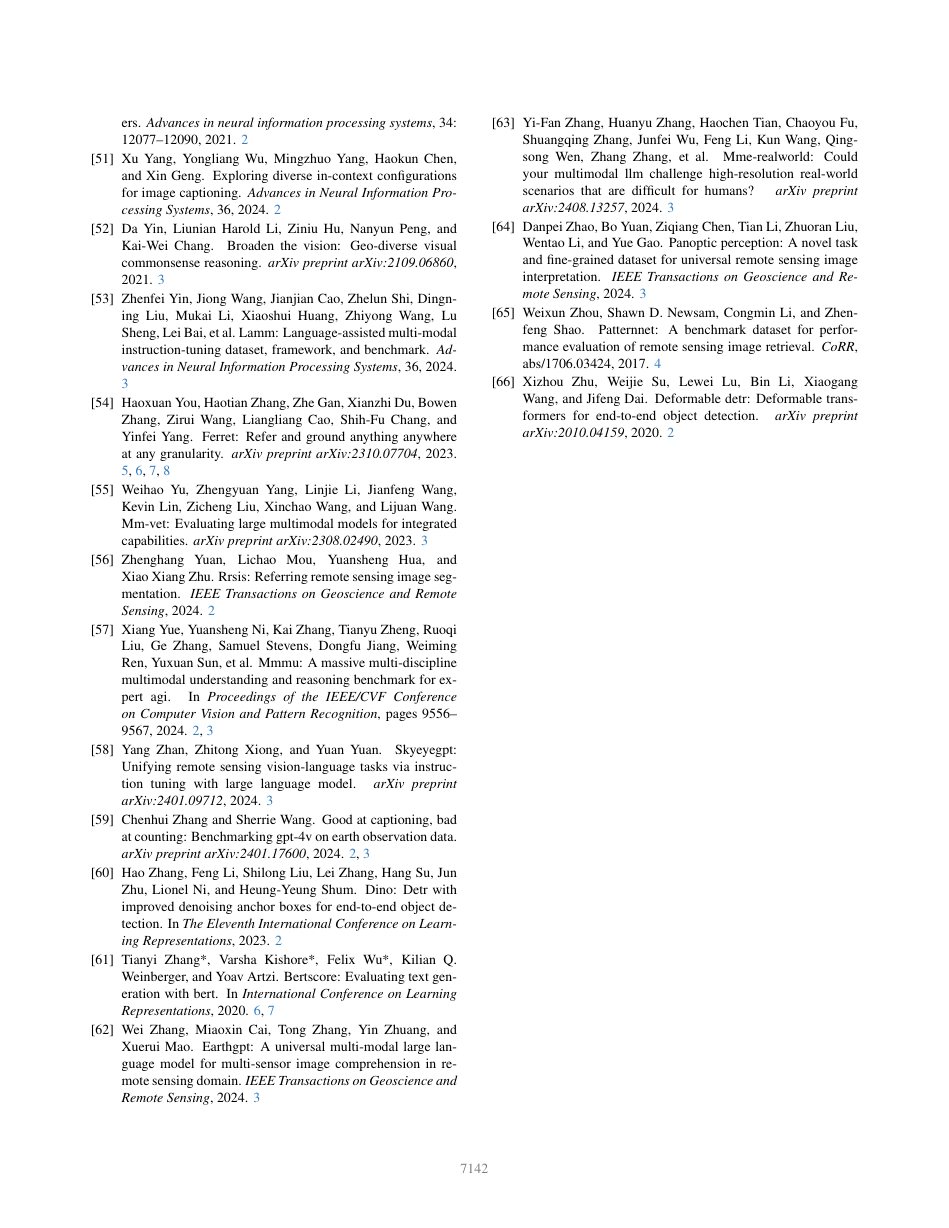 ers. Advances in neural information processing systems, 34:
12077–12090, 2021. 2
[51] Xu Yang, Yongliang Wu, Mingzhuo Yang, Haokun Chen,
and Xin Geng. Exploring diverse in-context configurations
for image captioning. Advances in Neural Information Pro-
cessing Systems, 36, 2024. 2
[52] Da Yin, Liunian Harold Li, Ziniu Hu, Nanyun Peng, and
Kai-Wei Chang. Broaden the vision: Geo-diverse visual
commonsense reasoning. arXiv preprint arXiv:2109.06860,
2021. 3
[53] Zhenfei Yin, Jiong Wang, Jianjian Cao, Zhelun Shi, Dingn-
ing Liu, Mukai Li, Xiaoshui Huang, Zhiyong Wang, Lu
Sheng, Lei Bai, et al. Lamm: Language-assisted multi-modal
instruction-tuning dataset, framework, and benchmark. Ad-
vances in Neural Information Processing Systems, 36, 2024.
3
[54] Haoxuan You, Haotian Zhang, Zhe Gan, Xianzhi Du, Bowen
Zhang, Zirui Wang, Liangliang Cao, Shih-Fu Chang, and
Yinfei Yang. Ferret: Refer and ground anything anywhere
at any granularity. arXiv preprint arXiv:2310.07704, 2023.
5, 6, 7, 8
[55] Weihao Yu, Zhengyuan Yang, Linjie Li, Jianfeng Wang,
Kevin Lin, Zicheng Liu, Xinchao Wang, and Lijuan Wang.
Mm-vet: Evaluating large multimodal models for integrated
capabilities. arXiv preprint arXiv:2308.02490, 2023. 3
[56] Zhenghang Yuan, Lichao Mou, Yuansheng Hua, and
Xiao Xiang Zhu. Rrsis: Referring remote sensing image seg-
mentation. IEEE Transactions on Geoscience and Remote
Sensing, 2024. 2
[57] Xiang Yue, Yuansheng Ni, Kai Zhang, Tianyu Zheng, Ruoqi
Liu, Ge Zhang, Samuel Stevens, Dongfu Jiang, Weiming
Ren, Yuxuan Sun, et al. Mmmu: A massive multi-discipline
multimodal understanding and reasoning benchmark for ex-
pert agi. In Proceedings of the IEEE/CVF Conference
on Computer Vision and Pattern Recognition, pages 9556–
9567, 2024. 2, 3
[58] Yang Zhan, Zhitong Xiong, and Yuan Yuan. Skyeyegpt:
Unifying remote sensing vision-language tasks via instruc-
tion tuning with large language model. arXiv preprint
arXiv:2401.09712, 2024. 3
[59] Chenhui Zhang and Sherrie Wang. Good at captioning, bad
at counting: Benchmarking gpt-4v on earth observation data.
arXiv preprint arXiv:2401.17600, 2024. 2, 3
[60] Hao Zhang, Feng Li, Shilong Liu, Lei Zhang, Hang Su, Jun
Zhu, Lionel Ni, and Heung-Yeung Shum. Dino: Detr with
improved denoising anchor boxes for end-to-end object de-
tection. In The Eleventh International Conference on Learn-
ing Representations, 2023. 2
[61] Tianyi Zhang*, Varsha Kishore*, Felix Wu*, Kilian Q.
Weinberger, and Yoav Artzi. Bertscore: Evaluating text gen-
eration with bert. In International Conference on Learning
Representations, 2020. 6, 7
[62] Wei Zhang, Miaoxin Cai, Tong Zhang, Yin Zhuang, and
Xuerui Mao. Earthgpt: A universal multi-modal large lan-
guage model for multi-sensor image comprehension in re-
mote sensing domain. IEEE Transactions on Geoscience and
Remote Sensing, 2024. 3
[63] Yi-Fan Zhang, Huanyu Zhang, Haochen Tian, Chaoyou Fu,
Shuangqing Zhang, Junfei Wu, Feng Li, Kun Wang, Qing-
song Wen, Zhang Zhang, et al. Mme-realworld: Could
your multimodal llm challenge high-resolution real-world
scenarios that are difficult for humans? arXiv preprint
arXiv:2408.13257, 2024. 3
[64] Danpei Zhao, Bo Yuan, Ziqiang Chen, Tian Li, Zhuoran Liu,
Wentao Li, and Yue Gao. Panoptic perception: A novel task
and fine-grained dataset for universal remote sensing image
interpretation. IEEE Transactions on Geoscience and Re-
mote Sensing, 2024. 3
[65] Weixun Zhou, Shawn D. Newsam, Congmin Li, and Zhen-
feng Shao. Patternnet: A benchmark dataset for perfor-
mance evaluation of remote sensing image retrieval. CoRR,
abs/1706.03424, 2017. 4
[66] Xizhou Zhu, Weijie Su, Lewei Lu, Bin Li, Xiaogang
Wang, and Jifeng Dai. Deformable detr: Deformable trans-
formers for end-to-end object detection. arXiv preprint
arXiv:2010.04159, 2020. 2
7142